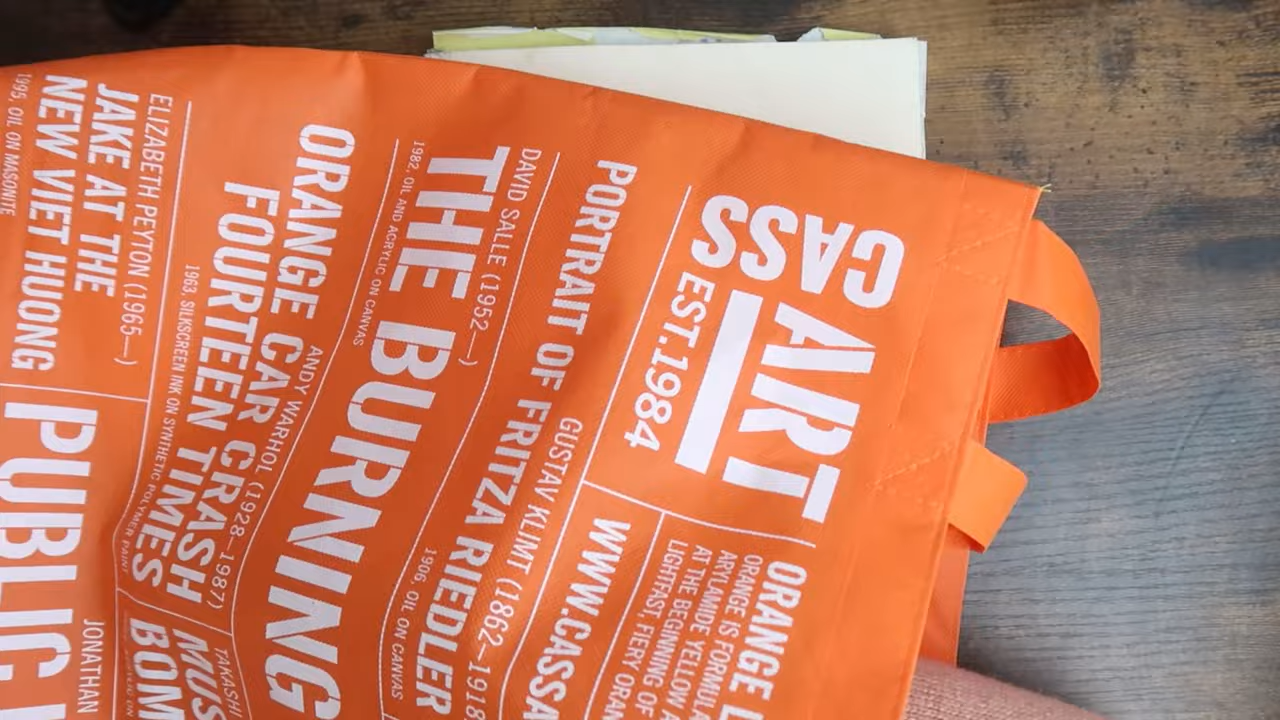 CASS
ART
EST.1984
ORANGE L
ORANGE IS FORMULA
ARYLAMIDE YELLOW A
AT THE BEGINNING OF
LIGHTFAST, FIERY ORAN
WWW.CASSA
GUSTAV KLIMT (1862–1918
PORTRAIT OF FRITZA RIEDLER
1906, OIL ON CANVAS
DAVID SALLE (1952–)
THE BURNING
1982, OIL AND ACRYLIC ON CANVAS
ANDY WARHOL (1928–1987)
ORANGE CAR CRASH
FOURTEEN TIMES
1963, SILKSCREEN INK ON SYNTHETIC POLYMER PAINT
TAKASHI
MUS
BOM
ELIZABETH PEYTON (1965–)
JAKE AT THE
NEW VIET HUONG
1995, OIL ON MASONITE
JONATHAN
PUBLIC